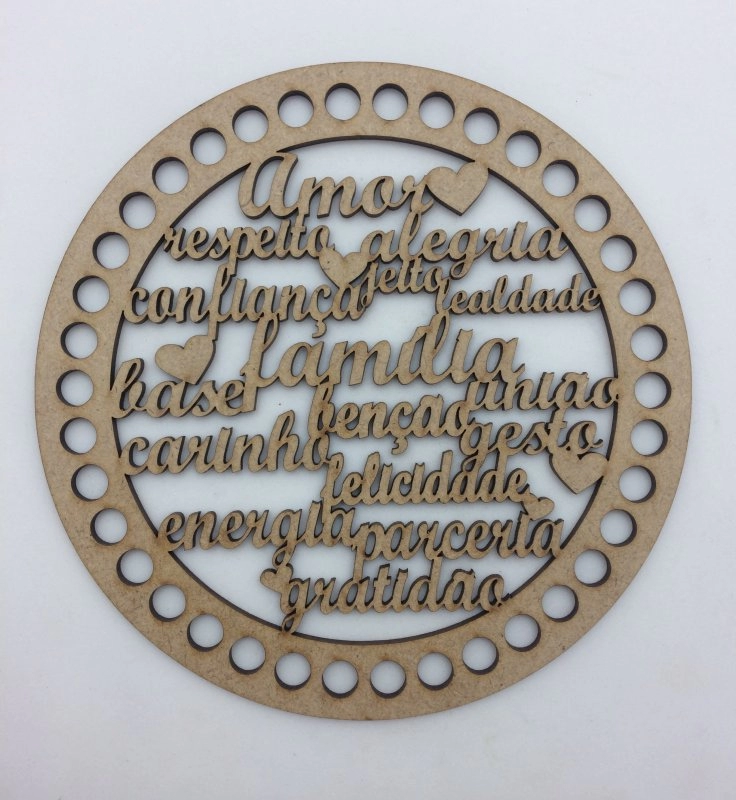 Amor
respeito alegria
confiança jeito lealdade
família
base benção união
carinho gesto
felicidade
energia parceria
gratidão